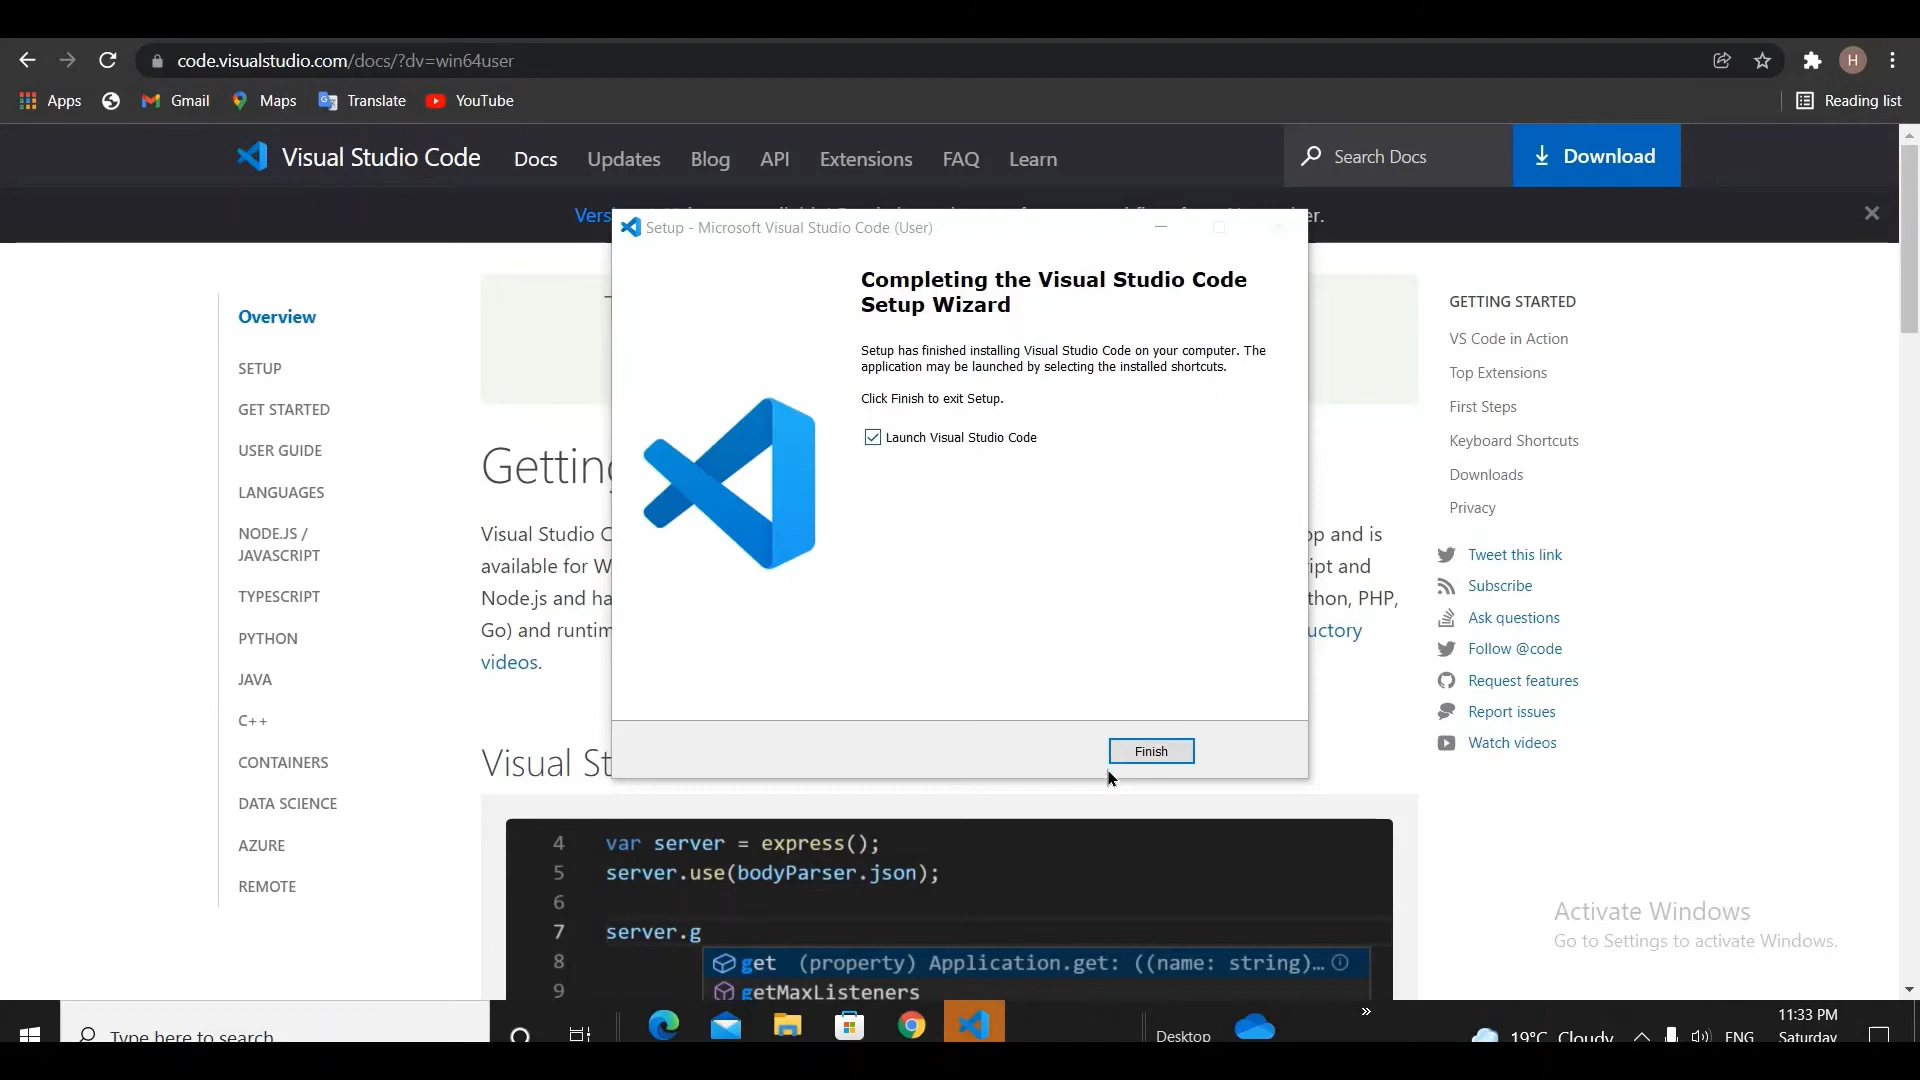 code.visualstudio.com/docs/?dv=win64user
Apps
Gmail
Maps
Translate
YouTube
Reading list
H
Visual Studio Code
Docs
Updates
Blog
API
Extensions
FAQ
Learn
Search Docs
Download
Vers
er.
Setup - Microsoft Visual Studio Code (User)
Completing the Visual Studio Code
Setup Wizard
Setup has finished installing Visual Studio Code on your computer. The
application may be launched by selecting the installed shortcuts.
Click Finish to exit Setup.
Launch Visual Studio Code
Finish
Overview
SETUP
GET STARTED
USER GUIDE
LANGUAGES
NODE.JS /
JAVASCRIPT
TYPESCRIPT
PYTHON
JAVA
C++
CONTAINERS
DATA SCIENCE
AZURE
REMOTE
Getting
Visual Studio C
op and is
available for W
ipt and
Node.js and ha
thon, PHP,
Go) and runtim
uctory
videos.
Visual St
4 var server = express();
5 server.use(bodyParser.json);
6
7 server.g
8 get (property) Application.get: ((name: string)…
9 getMaxListeners
GETTING STARTED
VS Code in Action
Top Extensions
First Steps
Keyboard Shortcuts
Downloads
Privacy
Tweet this link
Subscribe
Ask questions
Follow @code
Request features
Report issues
Watch videos
Activate Windows
Go to Settings to activate Windows.
Type here to search
Desktop
»
19°C Cloudy
ENG
11:33 PM
Saturday